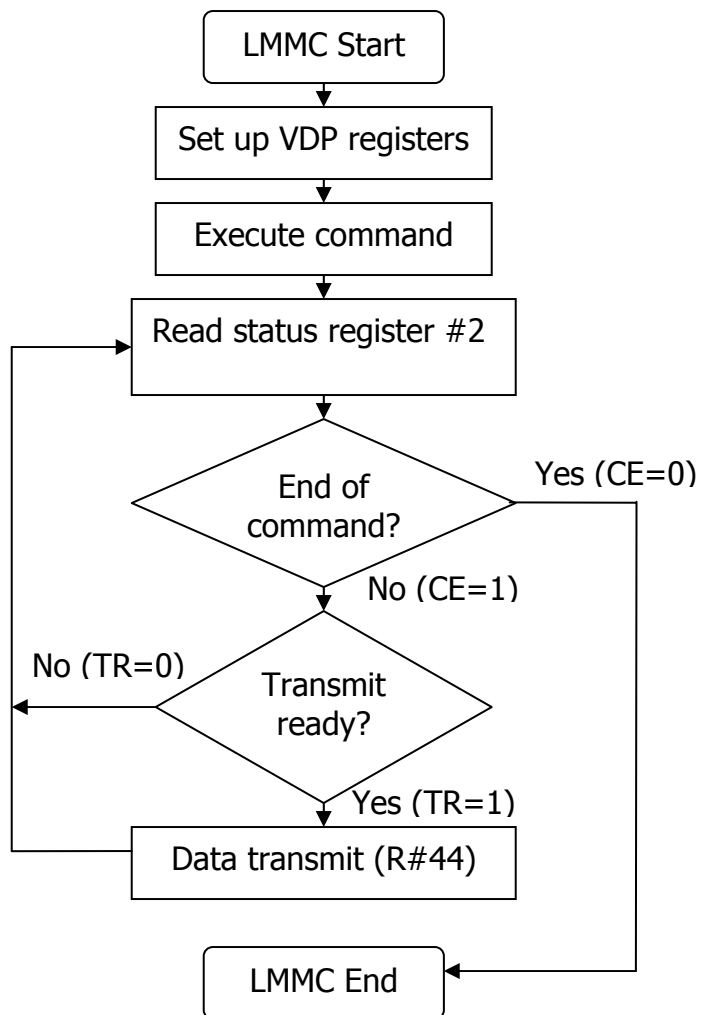 LMMC Start
Set up VDP registers
Execute command
Read status register #2
End of
command?
Yes (CE=0)
No (CE=1)
No (TR=0)
Transmit
ready?
Yes (TR=1)
Data transmit (R#44)
LMMC End